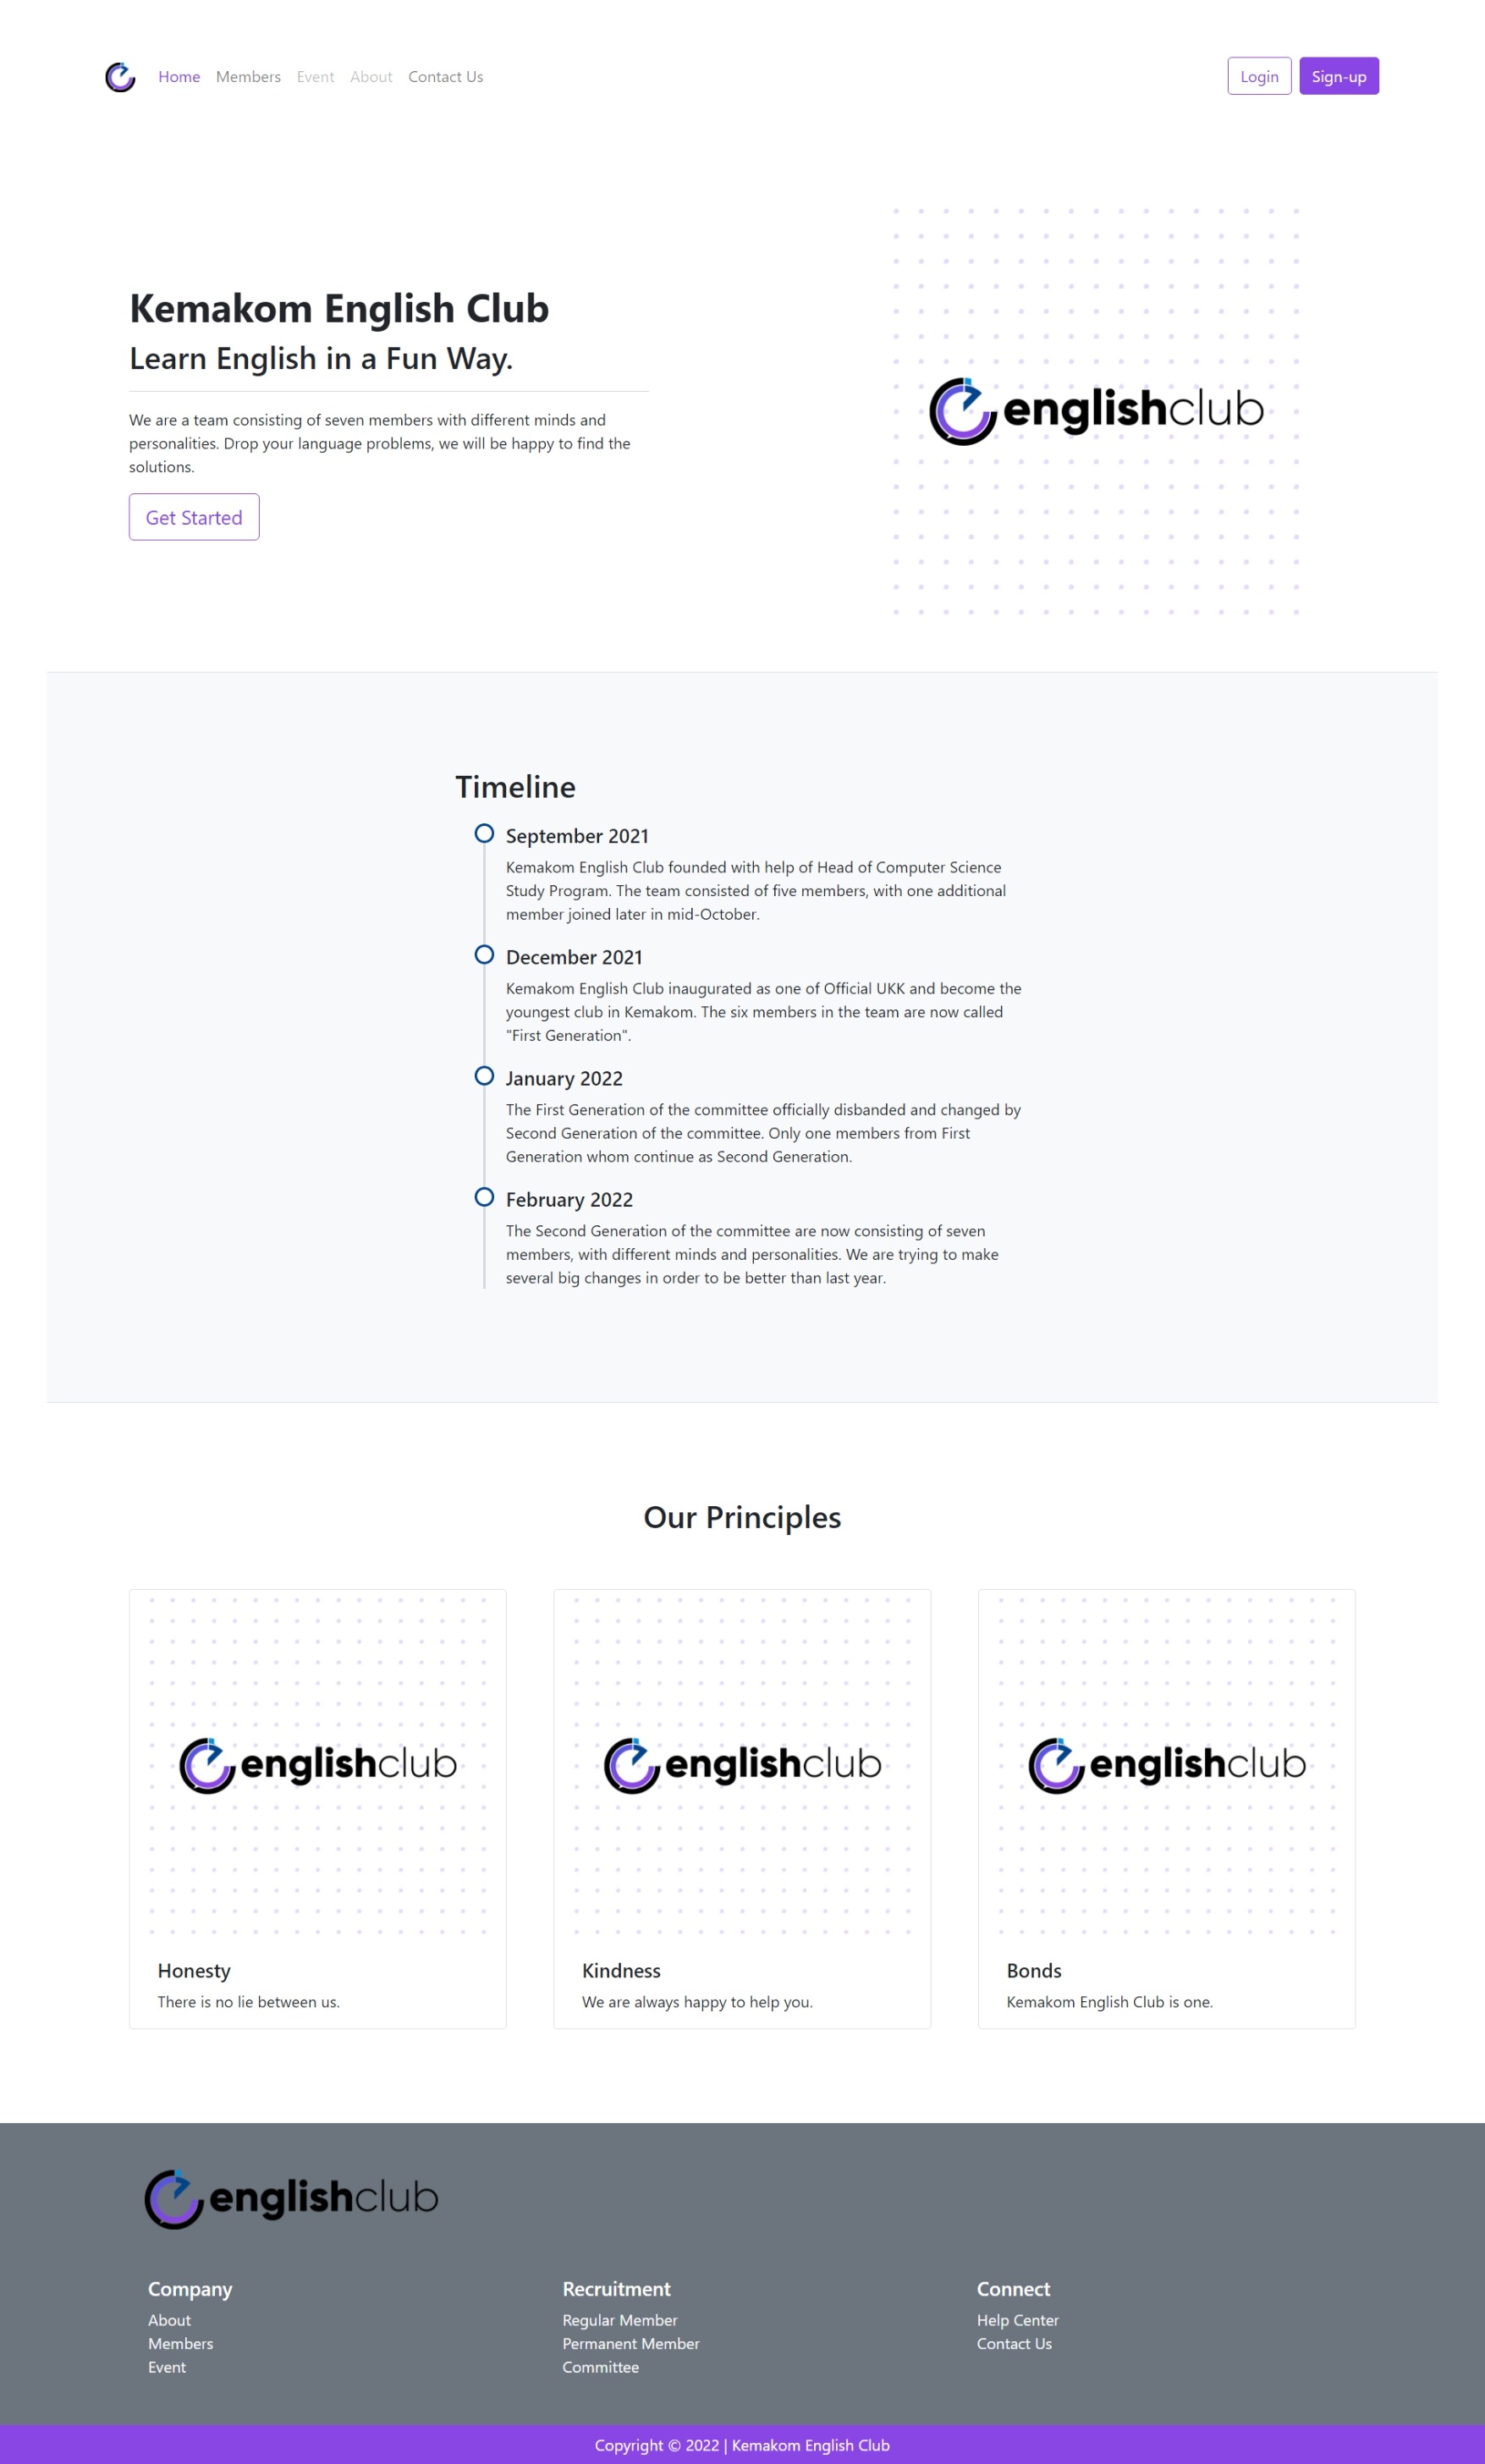 Home Members Event About Contact Us Login Sign-up
Kemakom English Club
Learn English in a Fun Way.
We are a team consisting of seven members with different minds and
personalities. Drop your language problems, we will be happy to find the
solutions.
Get Started
englishclub
Timeline
September 2021
Kemakom English Club founded with help of Head of Computer Science
Study Program. The team consisted of five members, with one additional
member joined later in mid-October.
December 2021
Kemakom English Club inaugurated as one of Official UKK and become the
youngest club in Kemakom. The six members in the team are now called
"First Generation".
January 2022
The First Generation of the committee officially disbanded and changed by
Second Generation of the committee. Only one members from First
Generation whom continue as Second Generation.
February 2022
The Second Generation of the committee are now consisting of seven
members, with different minds and personalities. We are trying to make
several big changes in order to be better than last year.
Our Principles
englishclub
Honesty
There is no lie between us.
englishclub
Kindness
We are always happy to help you.
englishclub
Bonds
Kemakom English Club is one.
englishclub
Company
About
Members
Event
Recruitment
Regular Member
Permanent Member
Committee
Connect
Help Center
Contact Us
Copyright © 2022 | Kemakom English Club